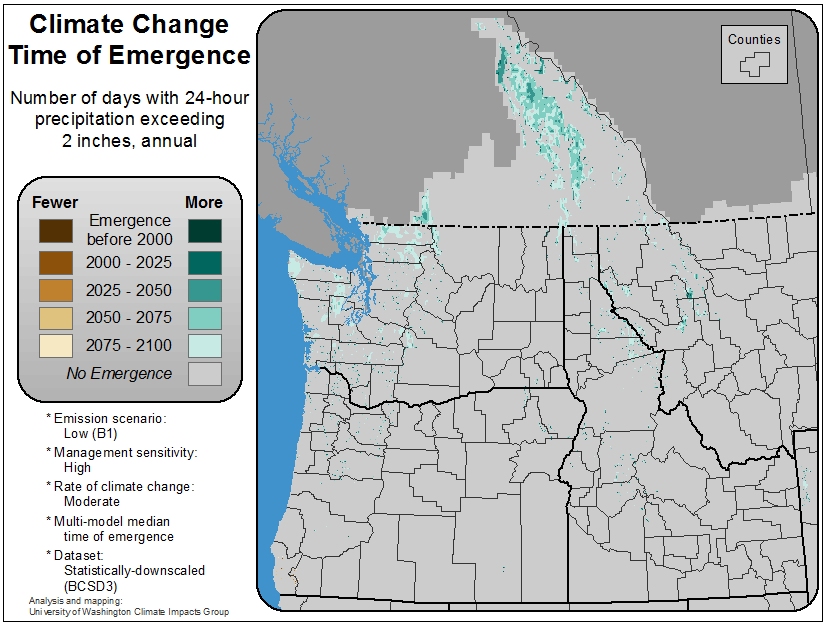 Climate Change
Time of Emergence
Number of days with 24-hour
precipitation exceeding
2 inches, annual
Fewer More
Emergence
before 2000
2000 - 2025
2025 - 2050
2050 - 2075
2075 - 2100
No Emergence
* Emission scenario:
Low (B1)
* Management sensitivity:
High
* Rate of climate change:
Moderate
* Multi-model median
time of emergence
* Dataset:
Statistically-downscaled
(BCSD3)
Analysis and mapping:
University of Washington Climate Impacts Group
Counties